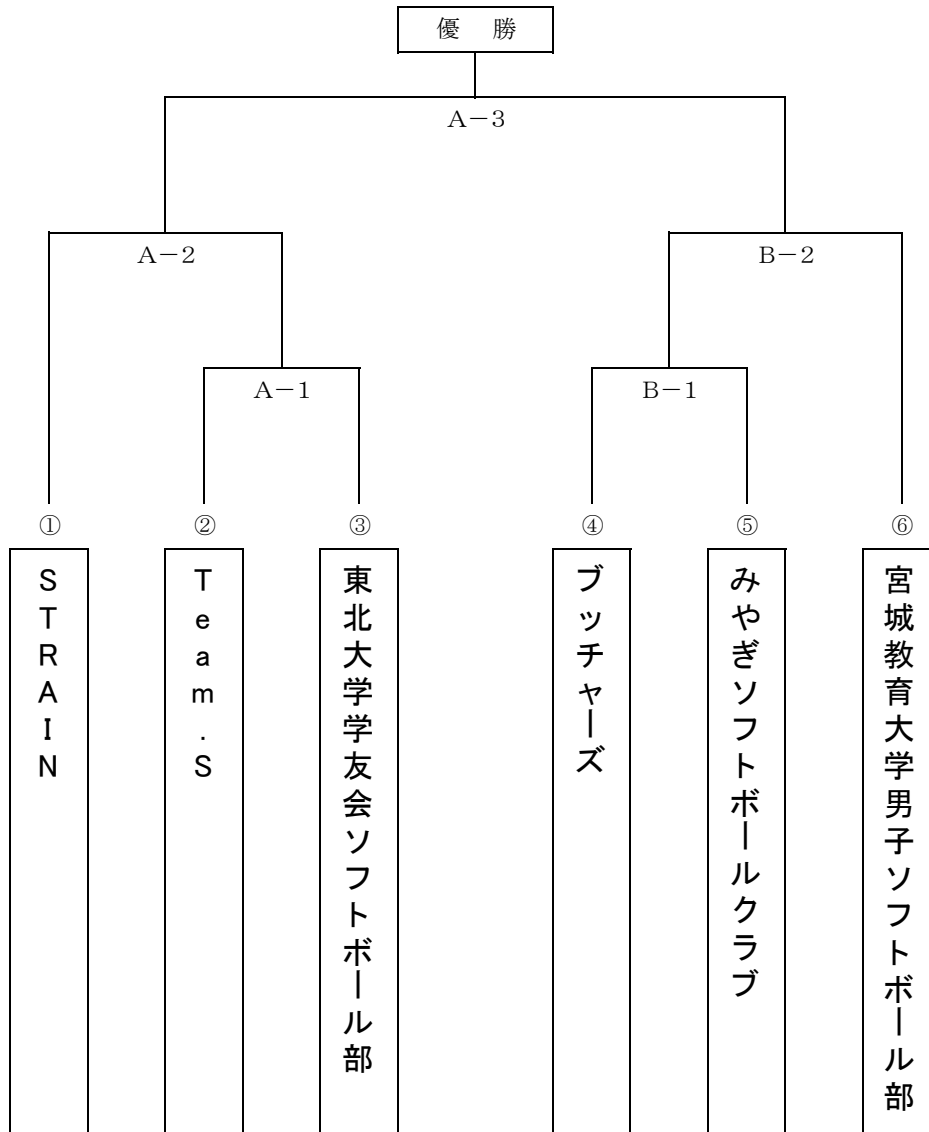 優　勝
A－3
A－2
B－2
A－1
B－1
①
②
③
④
⑤
⑥
STRAIN
Team.S
東北大学学友会ソフトボール部
ブッチャーズ
みやぎソフトボールクラブ
宮城教育大学男子ソフトボール部